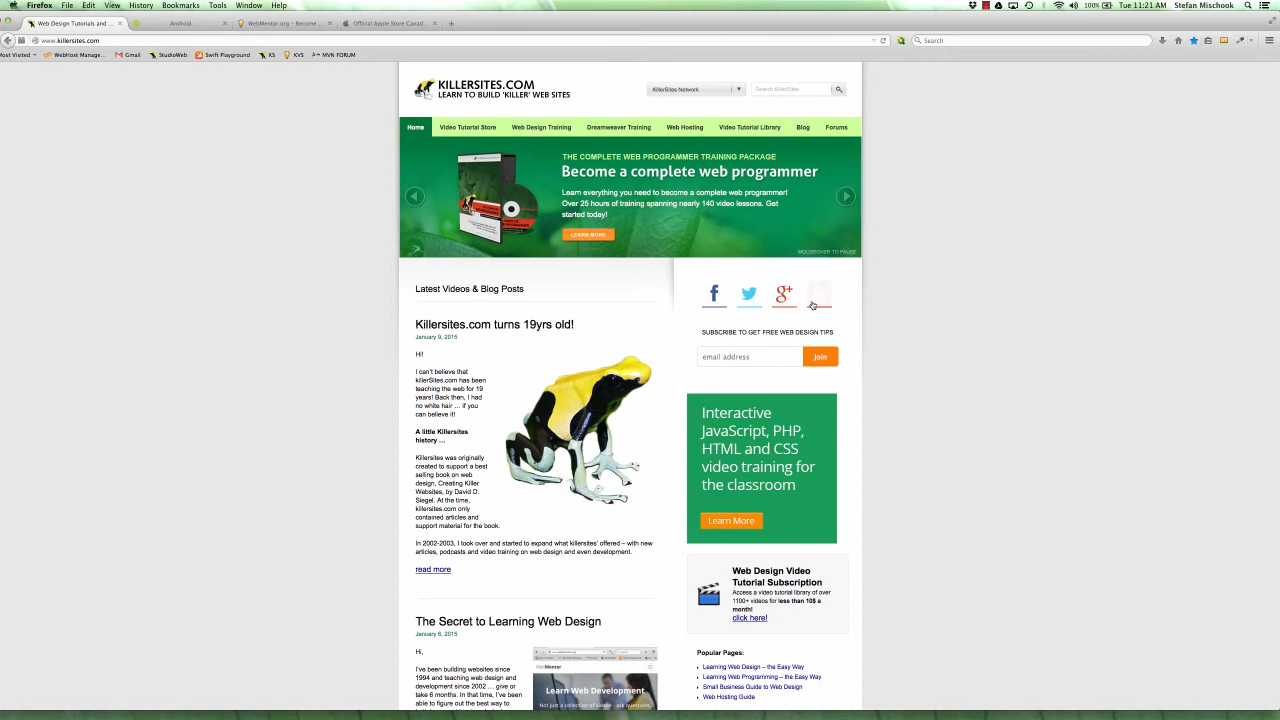 Firefox File Edit View History Bookmarks Tools Window Help
100% Tue 11:21 AM Stefan Mischook
Web Design Tutorials and ...
Android
WebMentor.org - Become...
Official Apple Store Canad...
www.killersites.com
Search
Most Visited
WebHost Manage...
Gmail
StudioWeb
Swift Playground
KS
KVS
MVN FORUM
KILLERSITES.COM
LEARN TO BUILD 'KILLER' WEB SITES
KillerSites Network
Search KillerSites
Home Video Tutorial Store Web Design Training Dreamweaver Training Web Hosting Video Tutorial Library Blog Forums
THE COMPLETE WEB PROGRAMMER TRAINING PACKAGE
Become a complete web programmer
Learn everything you need to become a complete web programmer!
Over 25 hours of training spanning nearly 140 video lessons. Get
started today!
LEARN MORE
MOUSEOVER TO PAUSE
Latest Videos & Blog Posts
Killersites.com turns 19yrs old!
January 9, 2015
Hi!
I can't believe that
killerSites.com has been
teaching the web for 19
years! Back then, I had
no white hair … if you
can believe it!
A little Killersites
history …
Killersites was originally
created to support a best
selling book on web
design, Creating Killer
Websites, by David D.
Siegel. At the time,
killersites.com only
contained articles and
support material for the book.
In 2002-2003, I took over and started to expand what killersites' offered – with new
articles, podcasts and video training on web design and even development.
read more
The Secret to Learning Web Design
January 6, 2015
Hi,
I've been building websites since
1994 and teaching web design and
development since 2002 … give or
take 6 months. In that time, I've been
able to figure out the best way to
WebMentor
Learn Web Development
Not just a collection of videos - ask questions,
f
g+
SUBSCRIBE TO GET FREE WEB DESIGN TIPS
email address
Join
Interactive
JavaScript, PHP,
HTML and CSS
video training for
the classroom
Learn More
Web Design Video
Tutorial Subscription
Access a video tutorial library of over
1100+ videos for less than 10$ a
month!
click here!
Popular Pages:
Learning Web Design – the Easy Way
Learning Web Programming – the Easy Way
Small Business Guide to Web Design
Web Hosting Guide